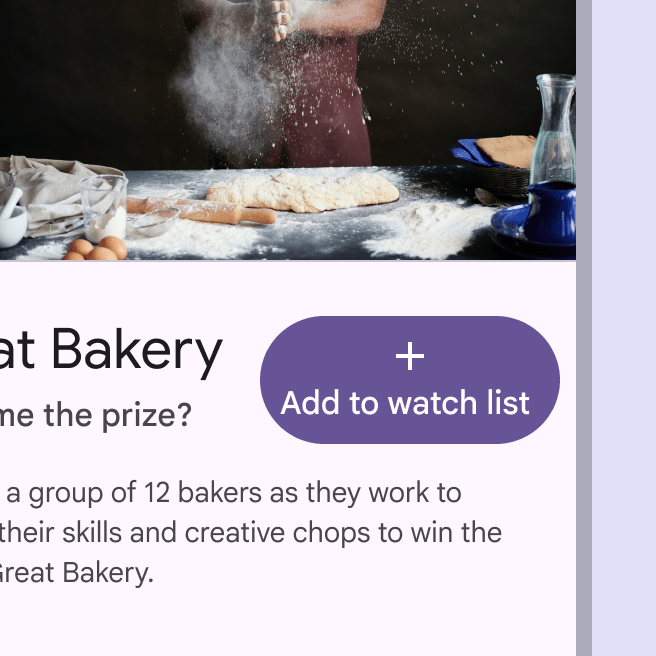 at Bakery
+
Add to watch list
me the prize?
a group of 12 bakers as they work to
their skills and creative chops to win the
Great Bakery.